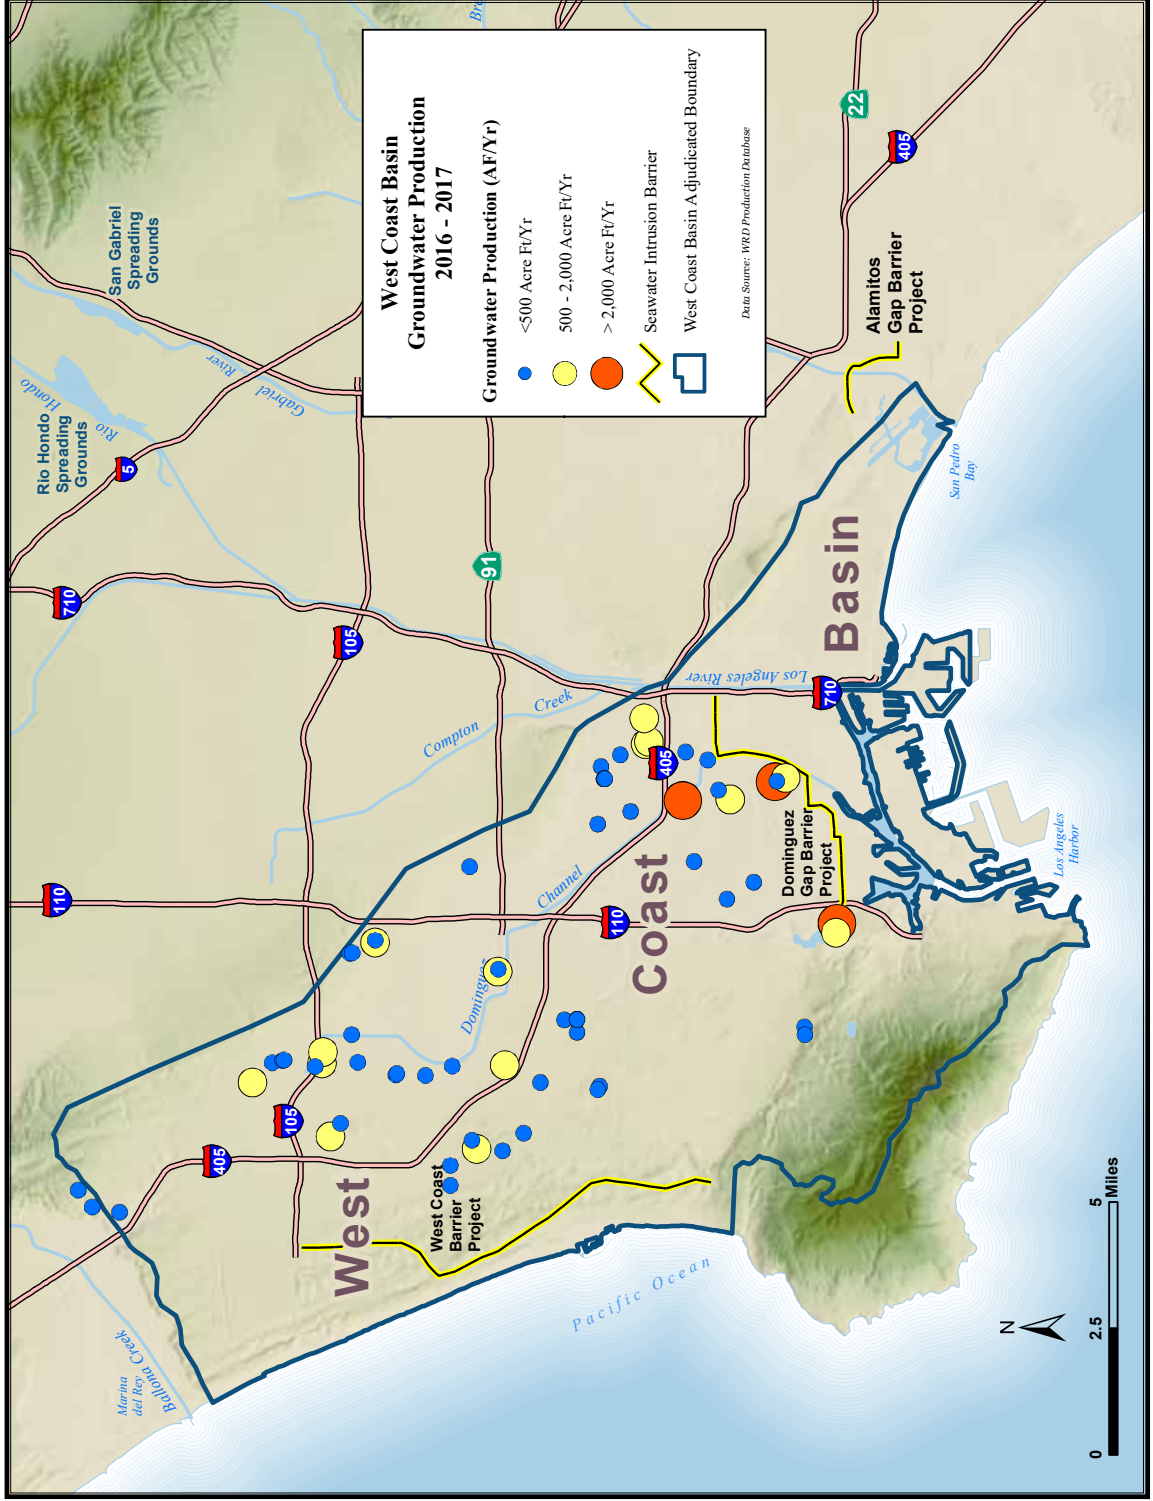 West Coast Basin
Groundwater Production
2016 - 2017
Groundwater Production (AF/Yr)
<500 Acre Ft/Yr
500 - 2,000 Acre Ft/Yr
> 2,000 Acre Ft/Yr
Seawater Intrusion Barrier
West Coast Basin Adjudicated Boundary
Data Source: WRD Production Database
Marina
del Rey
Ballona Creek
405
105
110
West
West Coast
Barrier
Project
Pacific Ocean
Dominguez
Channel
110
Coast
Compton
Creek
105
710
5
Rio Hondo
Spreading
Grounds
Rio
Hondo
San Gabriel
Spreading
Grounds
Gabriel
River
91
405
Los Angeles River
710
Dominguez
Gap Barrier
Project
Basin
Los Angeles
Harbor
San Pedro
Bay
Alamitos
Gap Barrier
Project
22
405
Bre
N
0
2.5
5
Miles